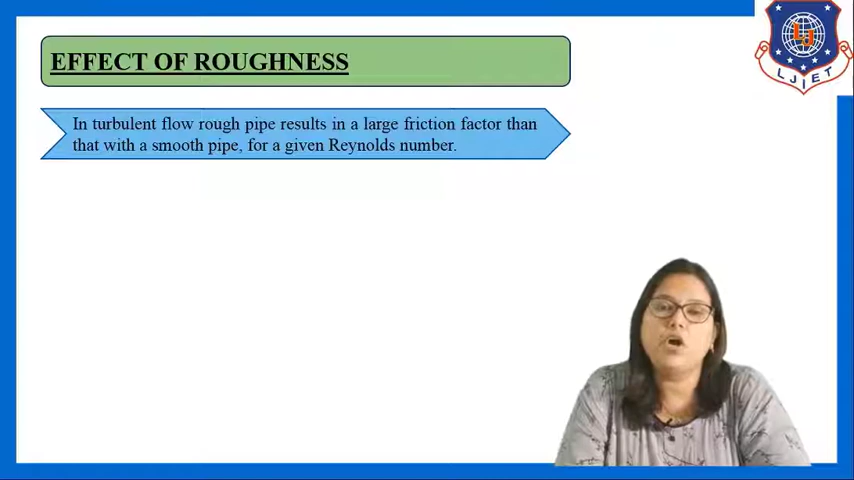 EFFECT OF ROUGHNESS
In turbulent flow rough pipe results in a large friction factor than
that with a smooth pipe, for a given Reynolds number.
LJ
LJIET